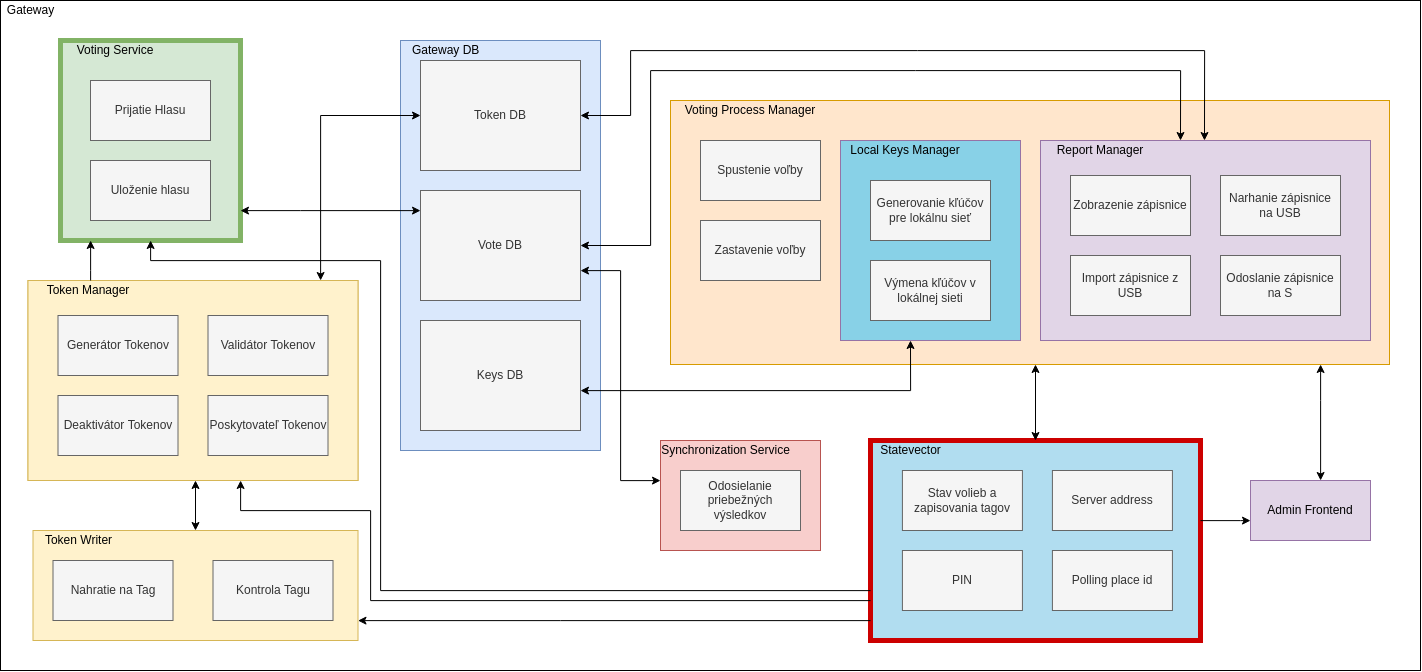 Gateway
Voting Service
Prijatie Hlasu
Uloženie hlasu
Gateway DB
Token DB
Vote DB
Keys DB
Voting Process Manager
Spustenie voľby
Zastavenie voľby
Local Keys Manager
Generovanie kľúčov
pre lokálnu sieť
Výmena kľúčov v
lokálnej sieti
Report Manager
Zobrazenie zápisnice
Narhanie zápisnice
na USB
Import zápisnice z
USB
Odoslanie zápisnice
na S
Token Manager
Generátor Tokenov
Validátor Tokenov
Deaktivátor Tokenov
Poskytovateľ Tokenov
Synchronization Service
Odosielanie
priebežných
výsledkov
Statevector
Stav volieb a
zapisovania tagov
Server address
PIN
Polling place id
Admin Frontend
Token Writer
Nahratie na Tag
Kontrola Tagu